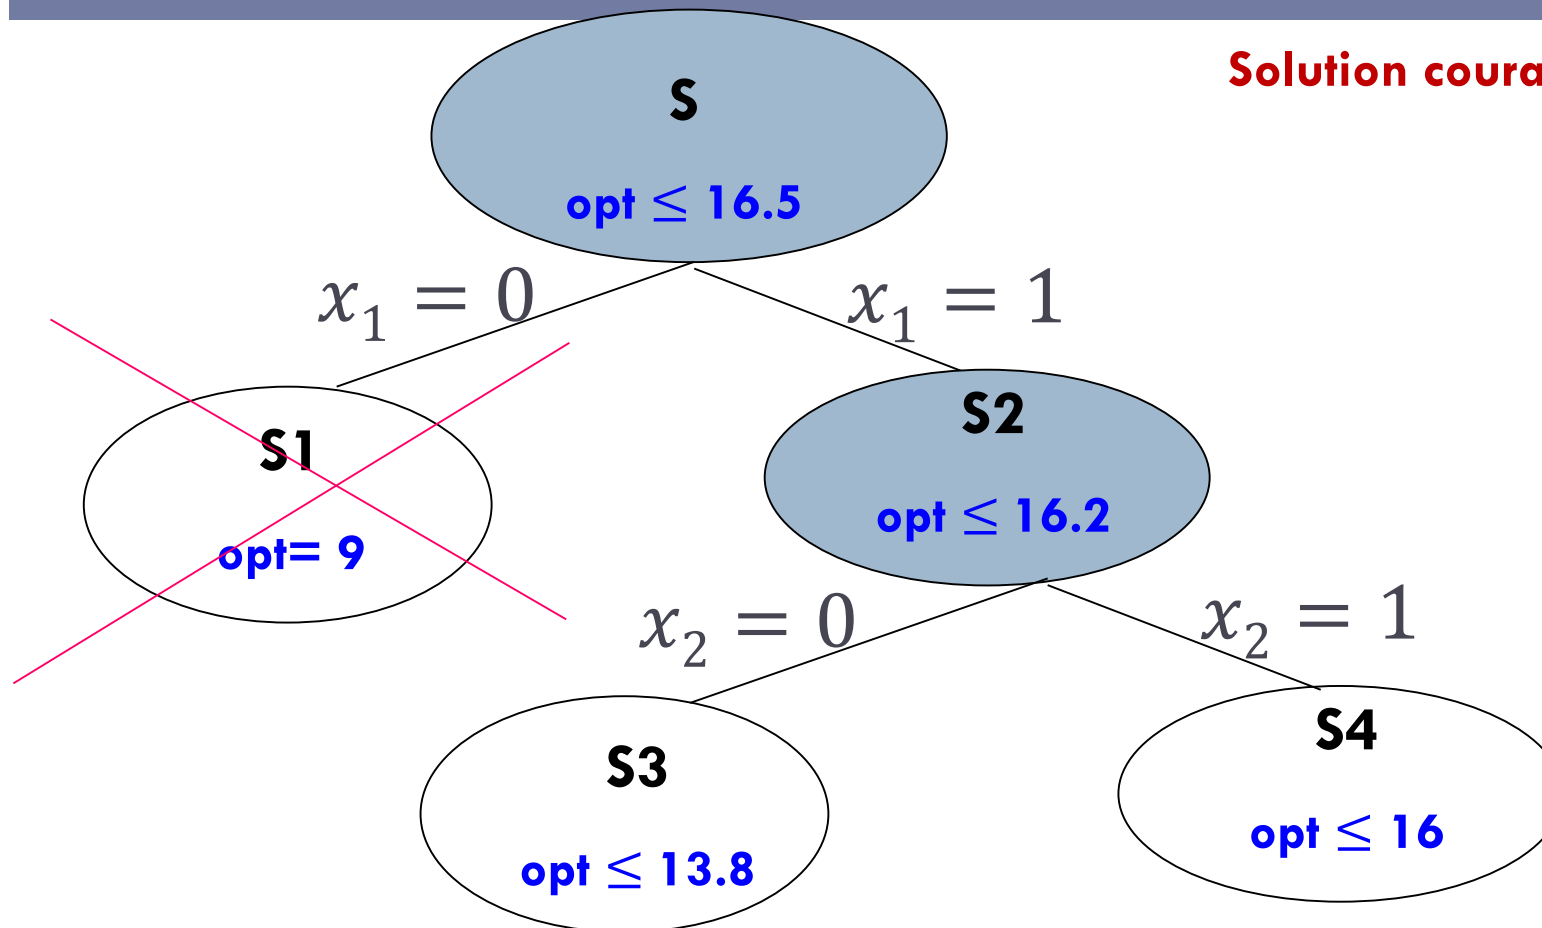 Solution
S
opt ≤ 16.5
x₁ = 0
x₁ = 1
S1
opt= 9
S2
opt ≤ 16.2
x₂ = 0
x₂ = 1
S3
opt ≤ 13.8
S4
opt ≤ 16